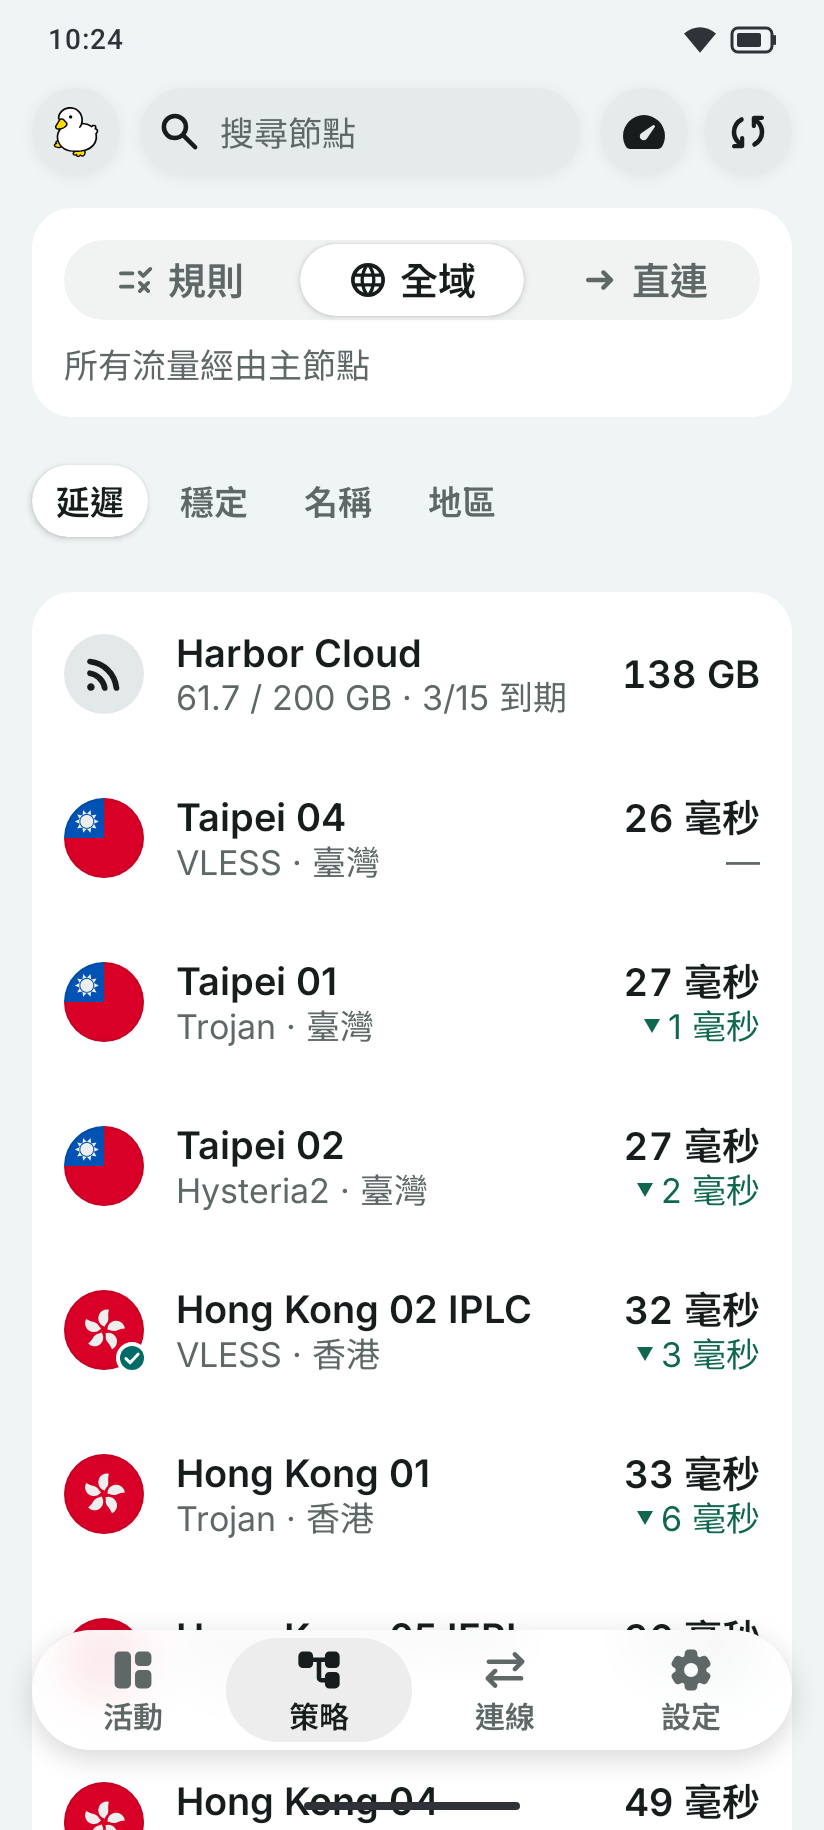 10:24
搜尋節點
規則
全域
直連
所有流量經由主節點
延遲
穩定
名稱
地區
Harbor Cloud
61.7 / 200 GB · 3/15 到期
138 GB
Taipei 04
VLESS · 臺灣
26 毫秒
—
Taipei 01
Trojan · 臺灣
27 毫秒
▼1 毫秒
Taipei 02
Hysteria2 · 臺灣
27 毫秒
▼2 毫秒
Hong Kong 02 IPLC
VLESS · 香港
32 毫秒
▼3 毫秒
Hong Kong 01
Trojan · 香港
33 毫秒
▼6 毫秒
Hong Kong
活動
策略
連線
設定
Hong Kong 04
49 毫秒